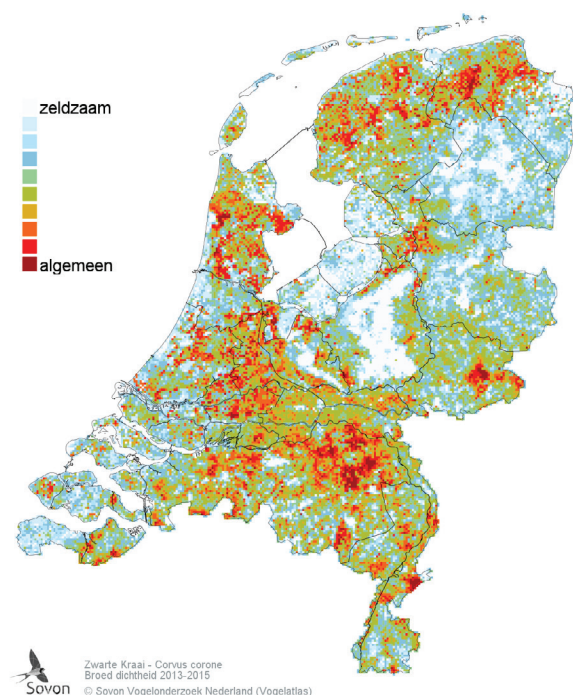 zeldzaam
algemeen
Zwarte Kraai - Corvus corone
Broed dichtheid 2013-2015
© Sovon Vogelonderzoek Nederland (Vogelatlas)
Sovon